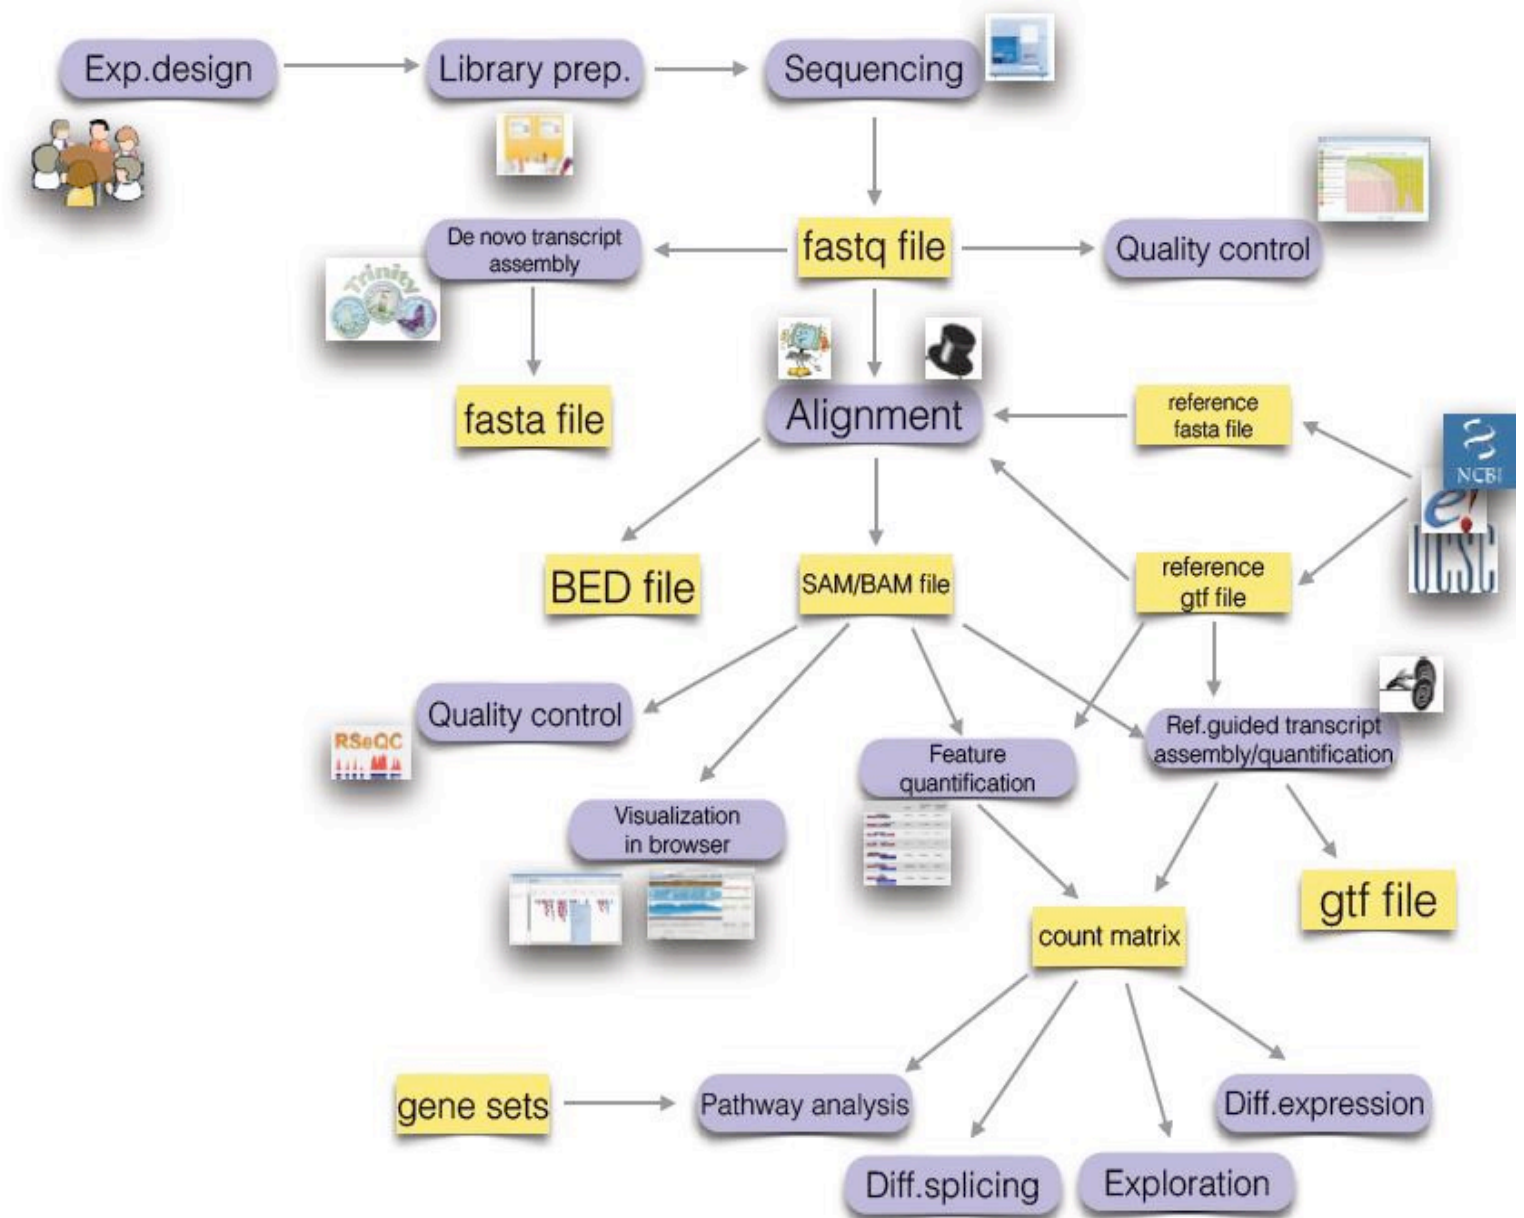 Exp.design
Library prep.
Sequencing
De novo transcript
assembly
fastq file
Quality control
Trinity
fasta file
Alignment
reference
fasta file
NCBI
e!
UCSC
BED file
SAM/BAM file
reference
gtf file
Quality control
RSeQC
Ref.guided transcript
assembly/quantification
Feature
quantification
Visualization
in browser
gtf file
count matrix
gene sets
Pathway analysis
Diff.expression
Diff.splicing
Exploration